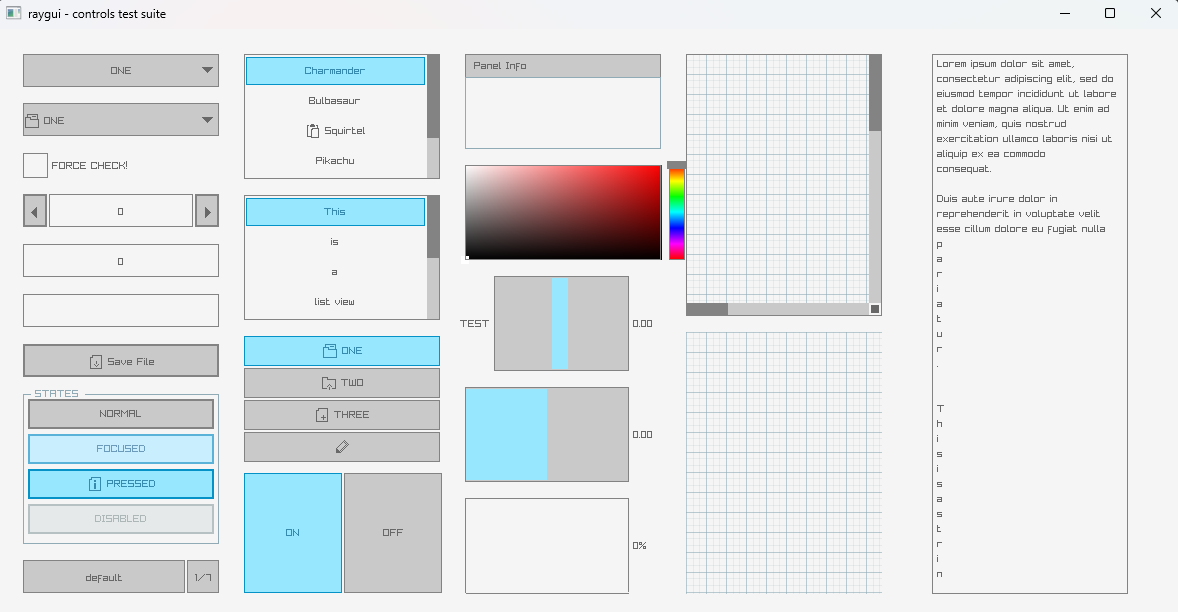 raygui - controls test suite
ONE
ONE
FORCE CHECK!
0
0
Save File
STATES
NORMAL
FOCUSED
PRESSED
DISABLED
default
1/7
Charmander
Bulbasaur
Squirtel
Pikachu
This
is
a
list view
ONE
TWO
THREE
ON
OFF
Panel Info
TEST
0.00
0.00
0%
Lorem ipsum dolor sit amet,
consectetur adipiscing elit, sed do
eiusmod tempor incididunt ut labore
et dolore magna aliqua. Ut enim ad
minim veniam, quis nostrud
exercitation ullamco laboris nisi ut
aliquip ex ea commodo
consequat.
Duis aute irure dolor in
reprehenderit in voluptate velit
esse cillum dolore eu fugiat nulla
p
a
r
i
a
t
u
r
.
T
h
i
s
i
s
a
s
t
r
i
n